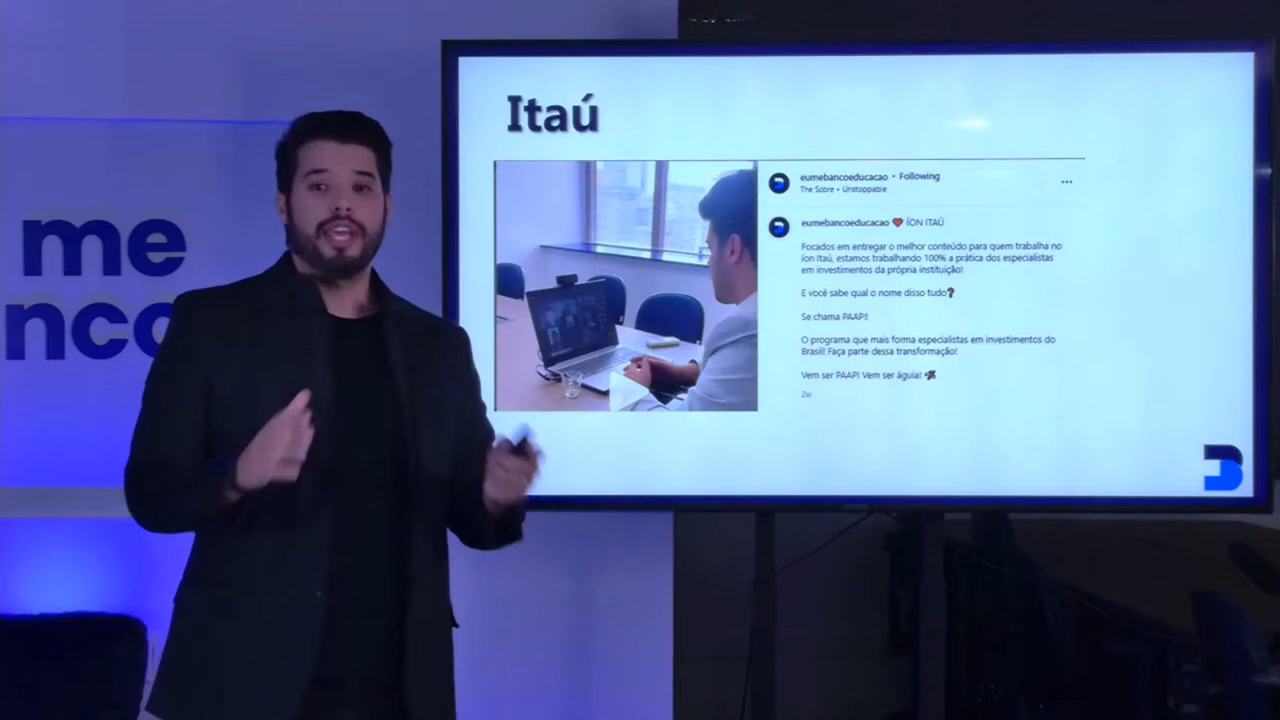 me
nco
Itaú
eumebancoeducacao • Following
The Score • Unstoppable
eumebancoeducacao ❤️ ÍON ITAÚ
Focados em entregar o melhor conteúdo para quem trabalha no
íon Itaú, estamos trabalhando 100% a prática dos especialistas
em investimentos da própria instituição!
E você sabe qual o nome disso tudo❓
Se chama PAAP!!
O programa que mais forma especialistas em investimentos do
Brasil! Faça parte dessa transformação!
Vem ser PAAP! Vem ser águia!
2w